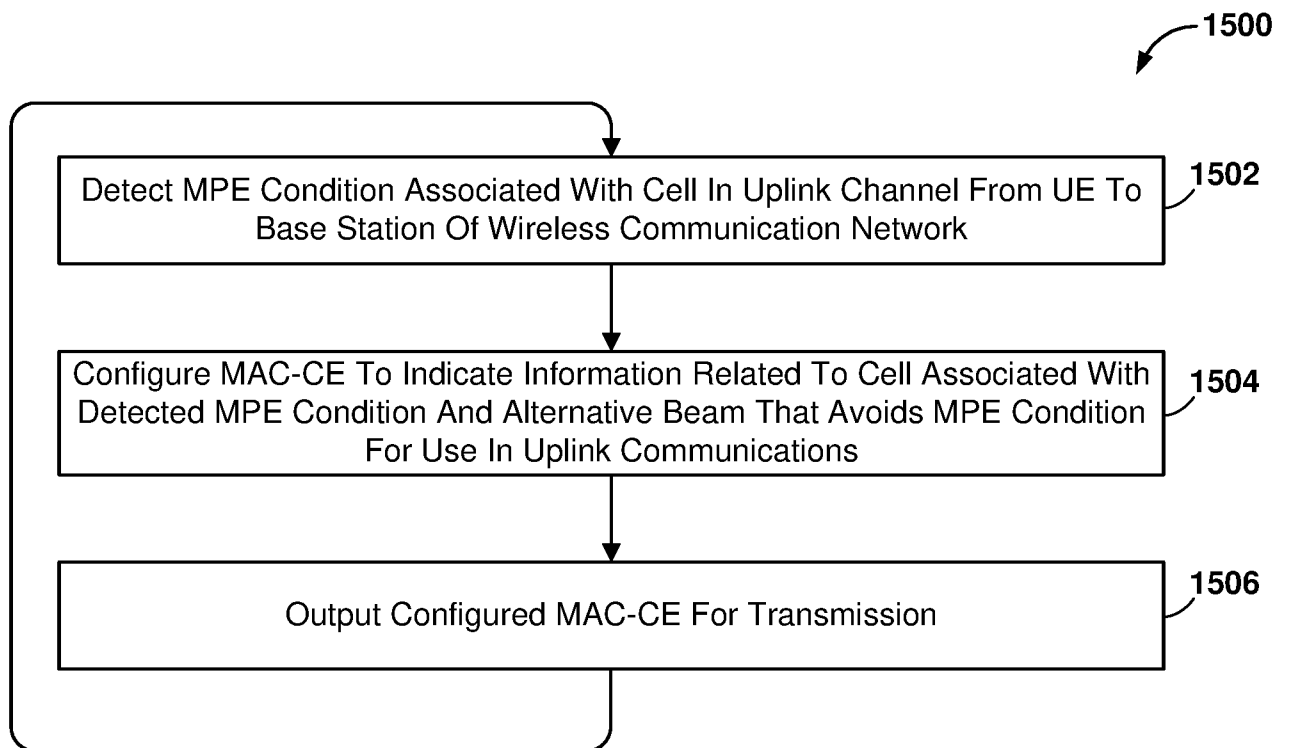 1500
Detect MPE Condition Associated With Cell In Uplink Channel From UE To
Base Station Of Wireless Communication Network
1502
Configure MAC-CE To Indicate Information Related To Cell Associated With
Detected MPE Condition And Alternative Beam That Avoids MPE Condition
For Use In Uplink Communications
1504
Output Configured MAC-CE For Transmission
1506